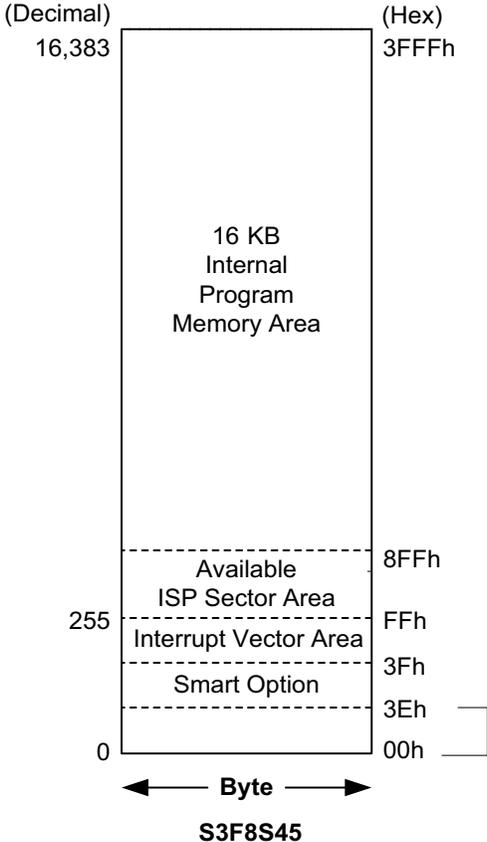 (Decimal)
(Hex)
16,383
3FFFh
16 KB
Internal
Program
Memory Area
8FFh
Available
ISP Sector Area
255
FFh
Interrupt Vector Area
3Fh
Smart Option
3Eh
0
00h
Byte
S3F8S45